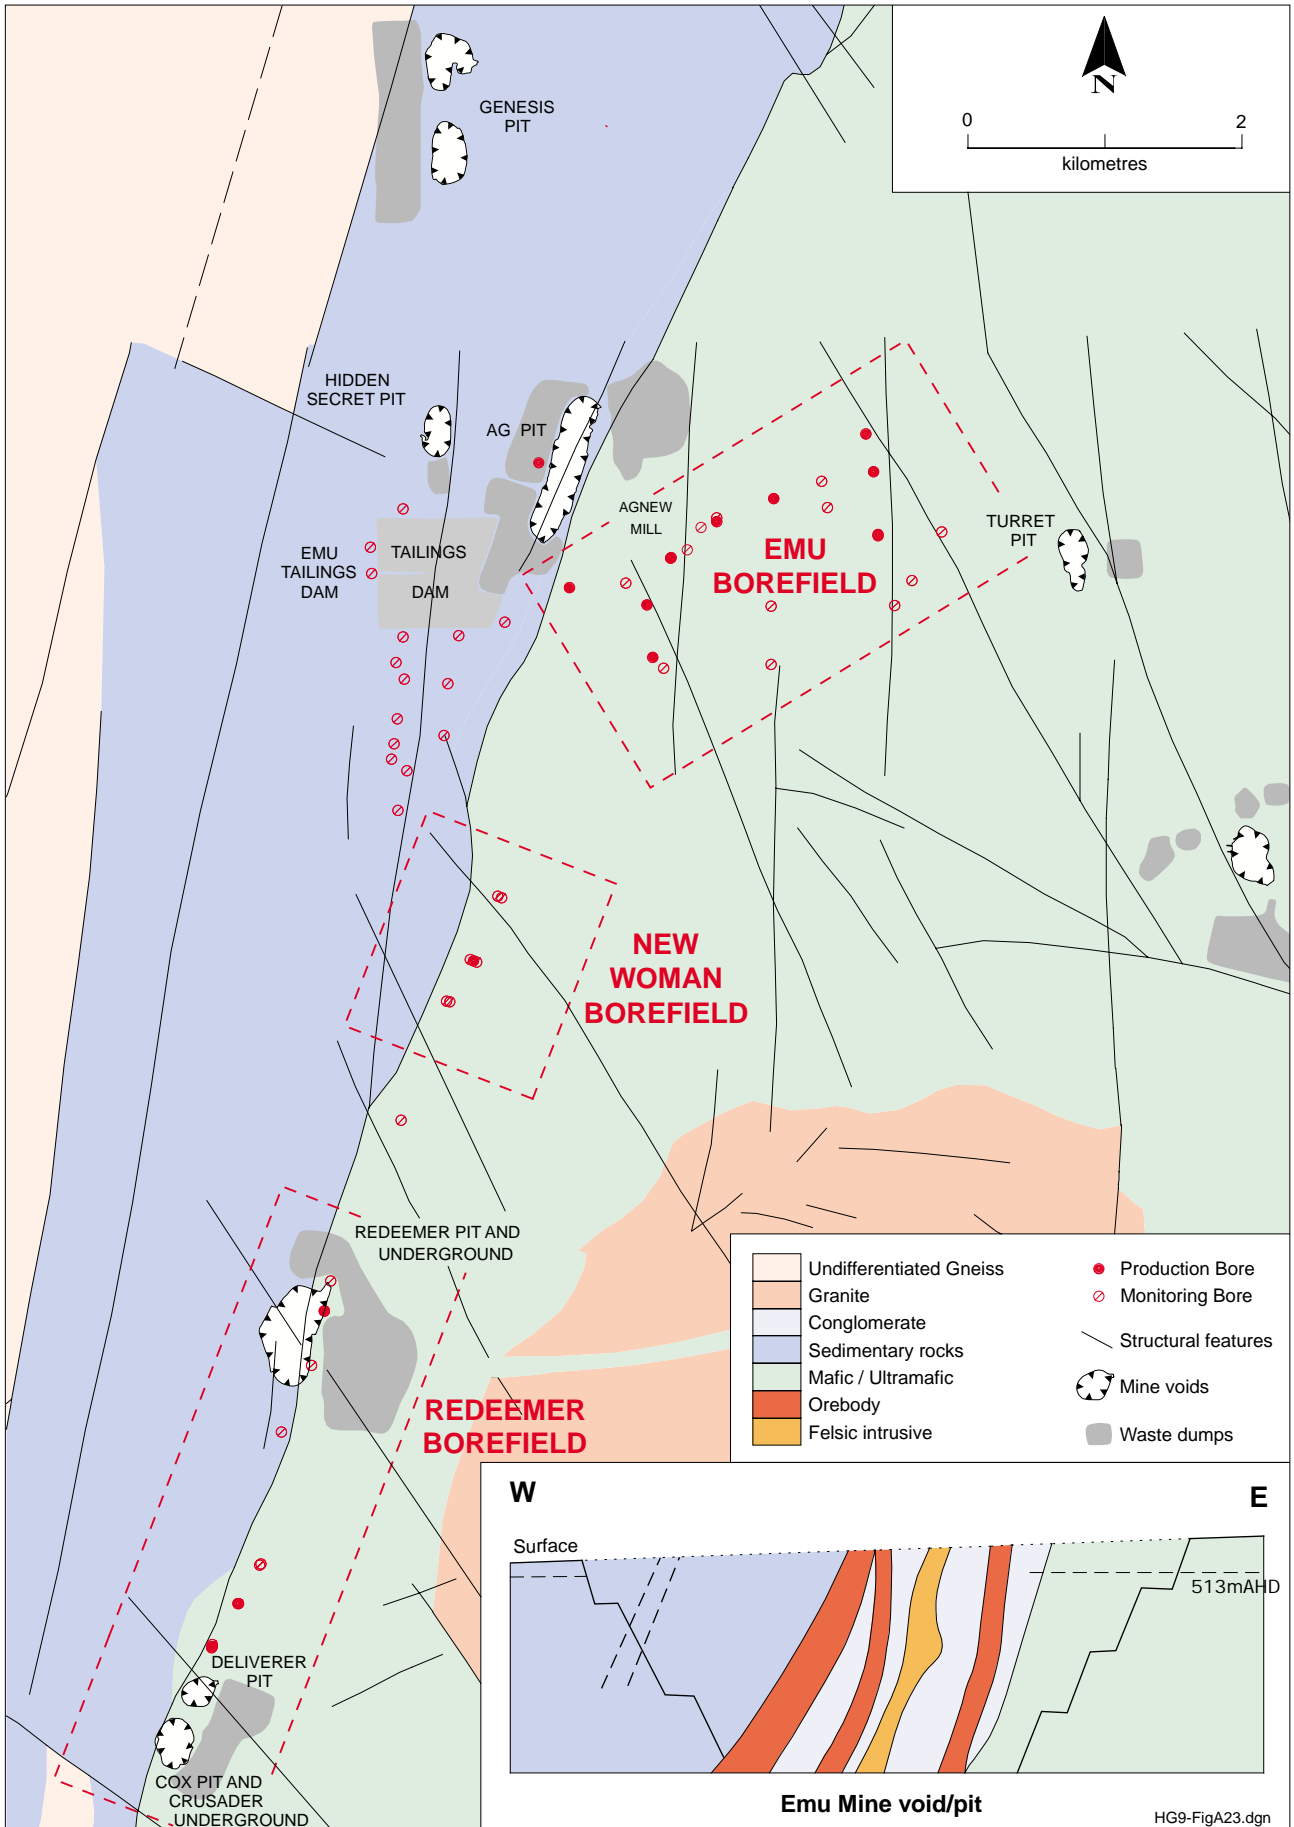 GENESIS
PIT
N
0
2
kilometres
HIDDEN
SECRET PIT
AG PIT
AGNEW
MILL
TURRET
PIT
EMU
TAILINGS
DAM
TAILINGS
DAM
EMU
BOREFIELD
NEW
WOMAN
BOREFIELD
REDEEMER PIT AND
UNDERGROUND
REDEEMER
BOREFIELD
Undifferentiated Gneiss
Granite
Conglomerate
Sedimentary rocks
Mafic / Ultramafic
Orebody
Felsic intrusive
Production Bore
Monitoring Bore
Structural features
Mine voids
Waste dumps
DELIVERER
PIT
COX PIT AND
CRUSADER
UNDERGROUND
W
E
Surface
513mAHD
Emu Mine void/pit
HG9-FigA23.dgn